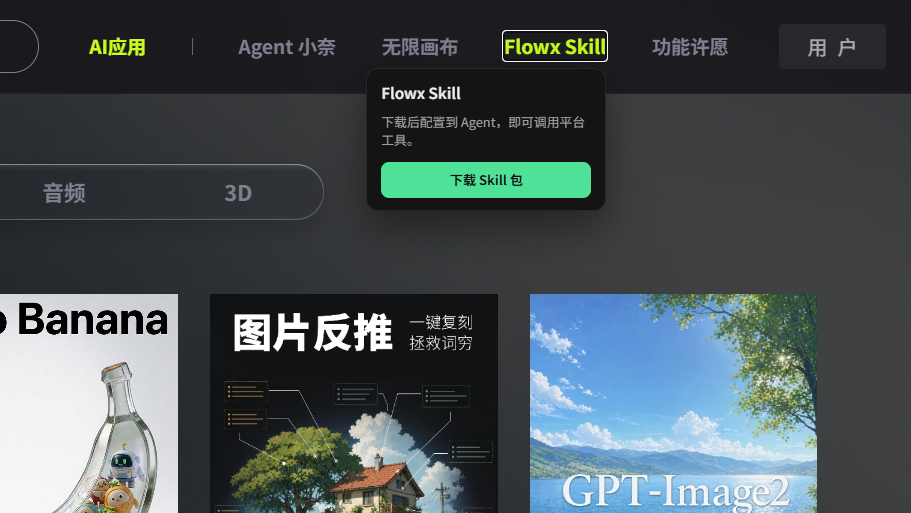 AI应用
Agent 小奈
无限画布
Flowx Skill
功能许愿
用 户
Flowx Skill
下载后配置到 Agent，即可调用平台
工具。
下载 Skill 包
音频
3D
Banana
图片反推
一键复刻
拯救词穷
GPT-Image2